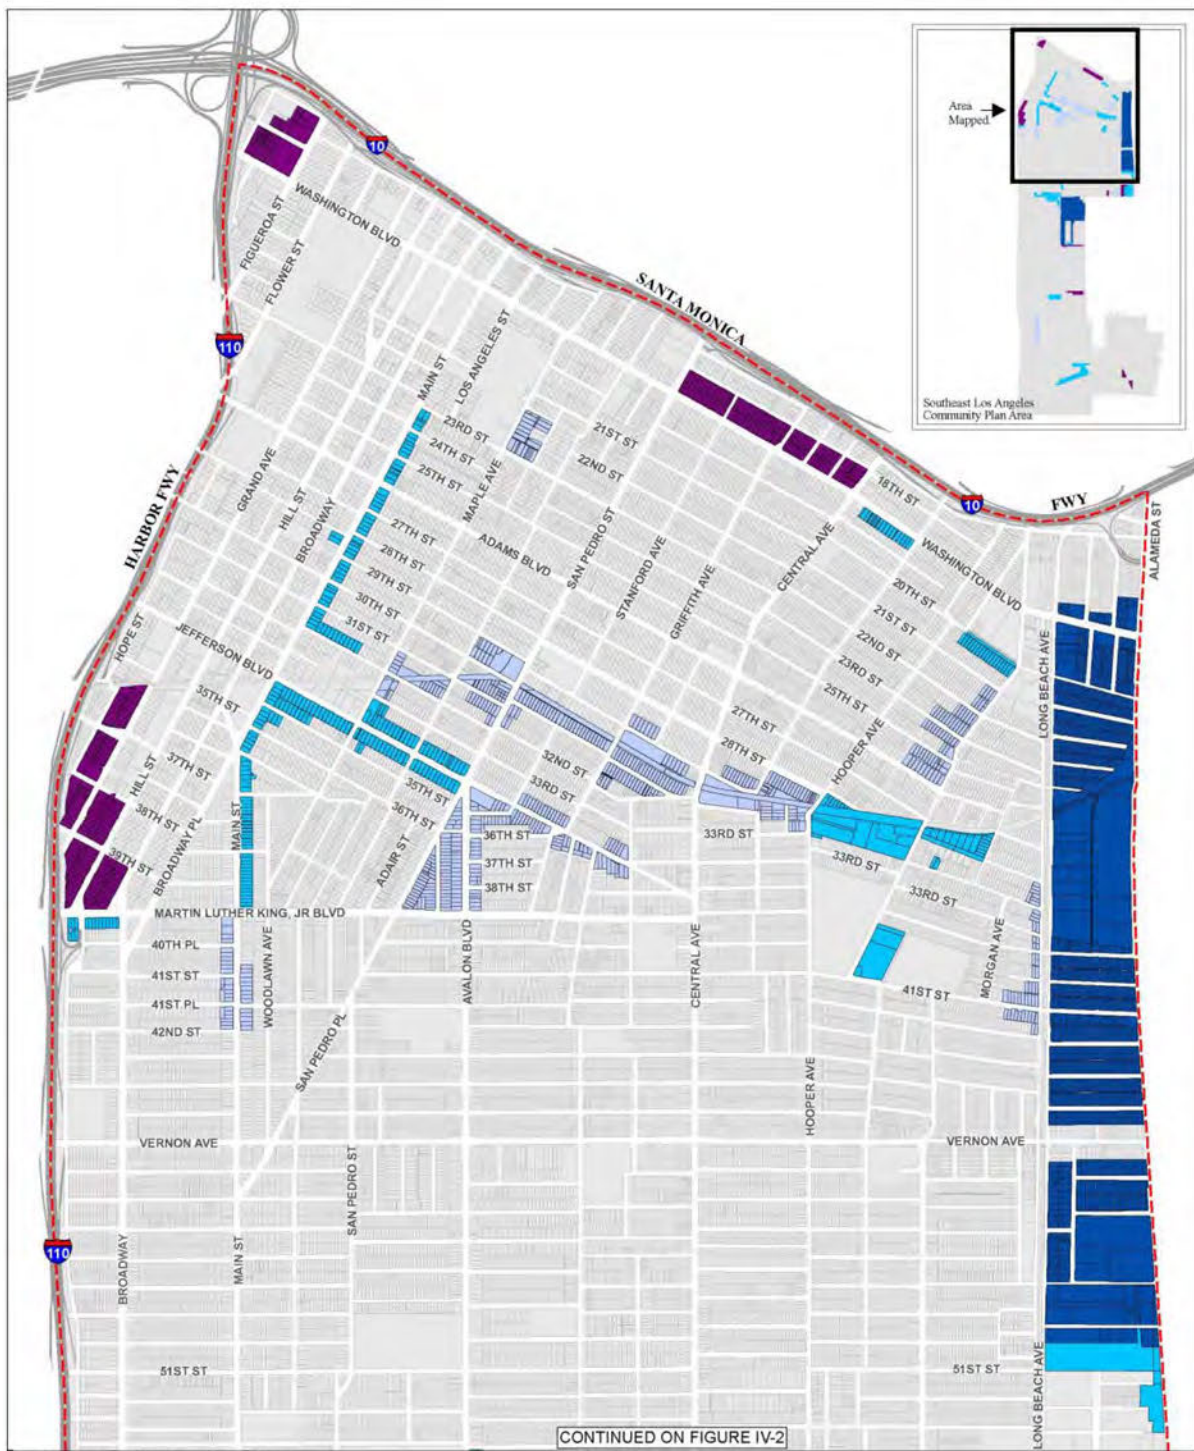 Area
Mapped
Southeast Los Angeles
Community Plan Area
10
WASHINGTON BLVD
FIGUEROA ST
FLOWER ST
SANTA MONICA
110
MAIN ST
LOS ANGELES ST
23RD ST
24TH ST
25TH ST
MAPLE AVE
21ST ST
22ND ST
18TH ST
10
FWY
ALAMEDA ST
HARBOR FWY
GRAND AVE
HILL ST
BROADWAY
27TH ST
28TH ST
29TH ST
30TH ST
31ST ST
ADAMS BLVD
SAN PEDRO ST
STANFORD AVE
GRIFFITH AVE
CENTRAL AVE
WASHINGTON BLVD
20TH ST
21ST ST
22ND ST
23RD ST
25TH ST
HOPE ST
JEFFERSON BLVD
35TH ST
LONG BEACH AVE
27TH ST
28TH ST
HOOPER AVE
37TH ST
HILL ST
38TH ST
39TH ST
BROADWAY PL
MAIN ST
32ND ST
33RD ST
35TH ST
36TH ST
ADAIR ST
36TH ST
37TH ST
38TH ST
33RD ST
33RD ST
33RD ST
MARTIN LUTHER KING, JR BLVD
40TH PL
41ST ST
41ST PL
42ND ST
WOODLAWN AVE
SAN PEDRO PL
AVALON BLVD
CENTRAL AVE
MORGAN AVE
41ST ST
HOOPER AVE
VERNON AVE
VERNON AVE
110
BROADWAY
MAIN ST
SAN PEDRO ST
51ST ST
51ST ST
LONG BEACH AVE
CONTINUED ON FIGURE IV-2